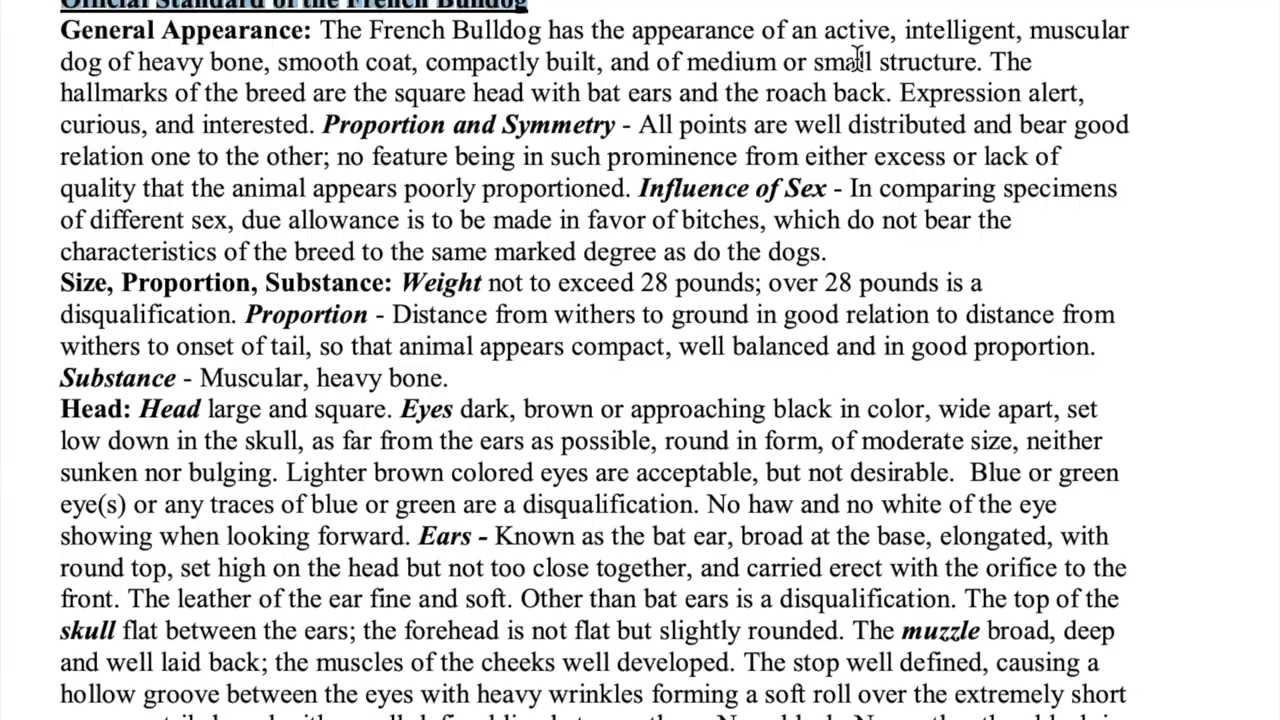 Official Standard of the French Bulldog
General Appearance: The French Bulldog has the appearance of an active, intelligent, muscular
dog of heavy bone, smooth coat, compactly built, and of medium or small structure. The
hallmarks of the breed are the square head with bat ears and the roach back. Expression alert,
curious, and interested. Proportion and Symmetry - All points are well distributed and bear good
relation one to the other; no feature being in such prominence from either excess or lack of
quality that the animal appears poorly proportioned. Influence of Sex - In comparing specimens
of different sex, due allowance is to be made in favor of bitches, which do not bear the
characteristics of the breed to the same marked degree as do the dogs.
Size, Proportion, Substance: Weight not to exceed 28 pounds; over 28 pounds is a
disqualification. Proportion - Distance from withers to ground in good relation to distance from
withers to onset of tail, so that animal appears compact, well balanced and in good proportion.
Substance - Muscular, heavy bone.
Head: Head large and square. Eyes dark, brown or approaching black in color, wide apart, set
low down in the skull, as far from the ears as possible, round in form, of moderate size, neither
sunken nor bulging. Lighter brown colored eyes are acceptable, but not desirable.  Blue or green
eye(s) or any traces of blue or green are a disqualification. No haw and no white of the eye
showing when looking forward. Ears - Known as the bat ear, broad at the base, elongated, with
round top, set high on the head but not too close together, and carried erect with the orifice to the
front. The leather of the ear fine and soft. Other than bat ears is a disqualification. The top of the
skull flat between the ears; the forehead is not flat but slightly rounded. The muzzle broad, deep
and well laid back; the muscles of the cheeks well developed. The stop well defined, causing a
hollow groove between the eyes with heavy wrinkles forming a soft roll over the extremely short